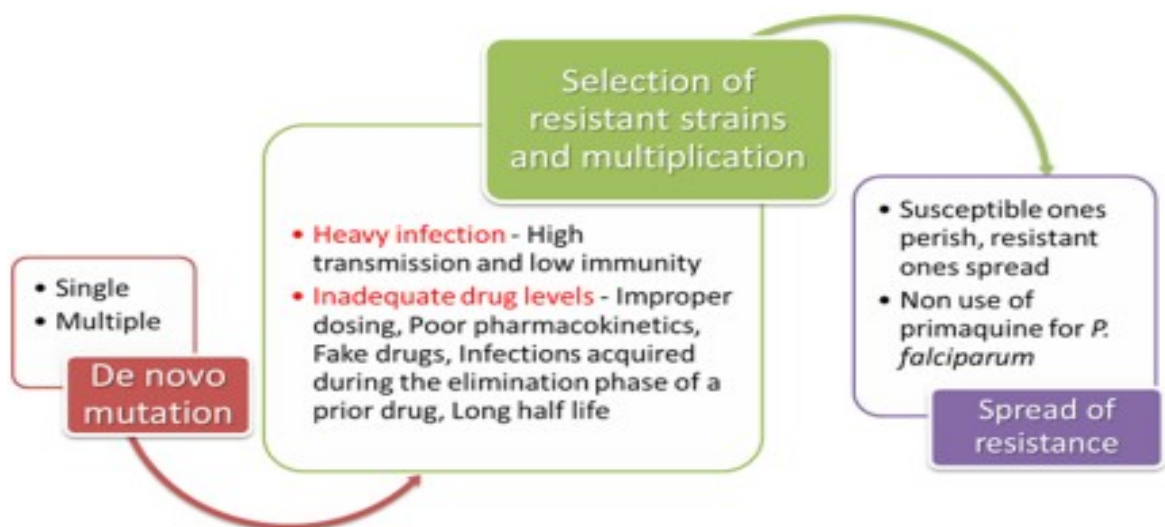 • Single
• Multiple
De novo
mutation
Selection of
resistant strains
and multiplication
• Heavy infection - High
transmission and low immunity
• Inadequate drug levels - Improper
dosing, Poor pharmacokinetics,
Fake drugs, Infections acquired
during the elimination phase of a
prior drug, Long half life
• Susceptible ones
perish, resistant
ones spread
• Non use of
primaquine for P.
falciparum
Spread of
resistance